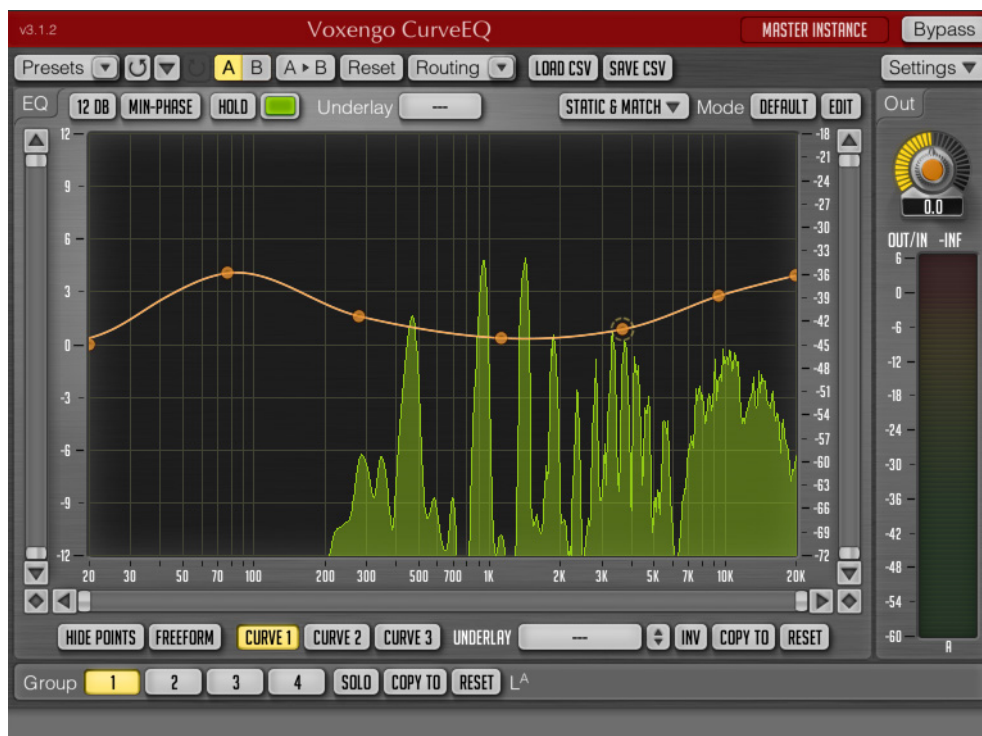 v3.1.2 Voxengo CurveEQ MASTER INSTANCE Bypass
Presets A B A ▸ B Reset Routing LOAD CSV SAVE CSV Settings
EQ 12 DB MIN-PHASE HOLD Underlay --- STATIC & MATCH Mode DEFAULT EDIT Out
12 -18
-21
9 -24
-27 0.0
6 -30
-33 OUT/IN -INF
3 -36 6
-39 0
0 -42 -6
-45
-3 -48 -12
-51 -18
-54
-6 -57 -24
-60 -30
-9 -63 -36
-66
-69 -42
-12 -72
20 30 50 70 100 200 300 500 700 1K 2K 3K 5K 7K 10K 20K -48
-54
HIDE POINTS FREEFORM CURVE 1 CURVE 2 CURVE 3 UNDERLAY --- INV COPY TO RESET -60
A
Group 1 2 3 4 SOLO COPY TO RESET LA